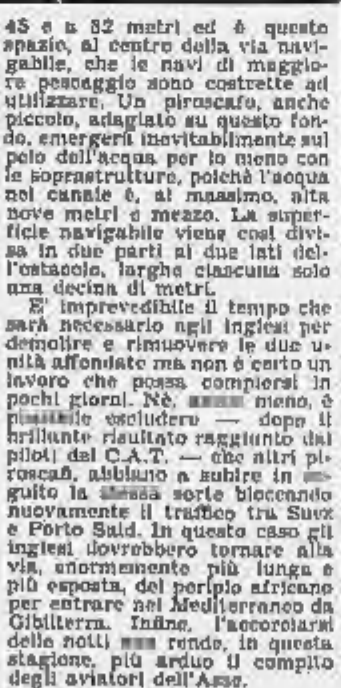 45 e a 82 metri ed è questo
spazio, al centro della via navi-
gabile, che le navi di maggio-
re pescaggio sono costrette ad
utilizzare. Un piroscafo, anche
piccolo, adagiato su questo fon-
do, emergerà inevitabilmente sul
pelo dell'acqua per lo meno con
le soprastrutture, poichè l'acqua
nel canale è, al massimo, alta
nove metri e mezzo. La super-
ficie navigabile viene così divi-
sa in due parti ai due lati del-
l'ostacolo, larghe ciascuna solo
una decina di metri.
E' imprevedibile il tempo che
sarà necessario agli inglesi per
demolire e rimuovere le due u-
nità affondate ma non è certo un
lavoro che possa compiersi in
pochi giorni. Nè, meno, è
escludere — dopo il
brillante risultato raggiunto dai
piloti del C.A.T. — che altri pi-
roscafi, abbiano a subire in
guito la sorte bloccando
nuovamente il traffico tra Suez
e Porto Said. In questo caso gli
inglesi dovrebbero tornare alla
via, enormemente più lunga e
più esposta, del periplo africano
per entrare nel Mediterraneo da
Gibilterra. Infine, l'accorciarsi
delle notti rende, in questa
stagione, più arduo il compito
degli aviatori dell'Asse.